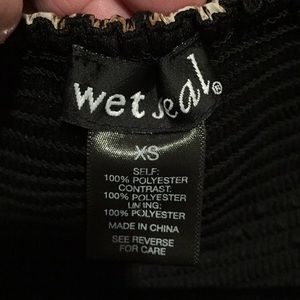 wet seal®
XS
SELF:
100% POLYESTER
CONTRAST:
100% POLYESTER
LINING:
100% POLYESTER
MADE IN CHINA
SEE REVERSE
FOR CARE